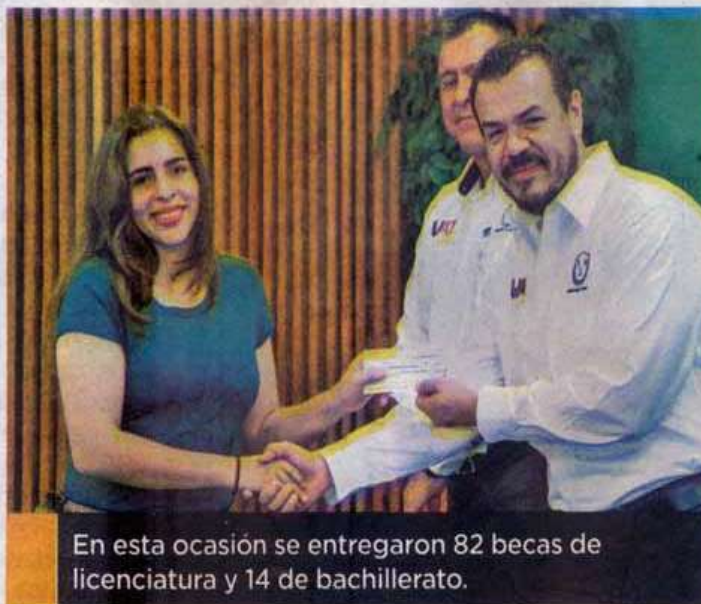 En esta ocasión se entregaron 82 becas de
licenciatura y 14 de bachillerato.